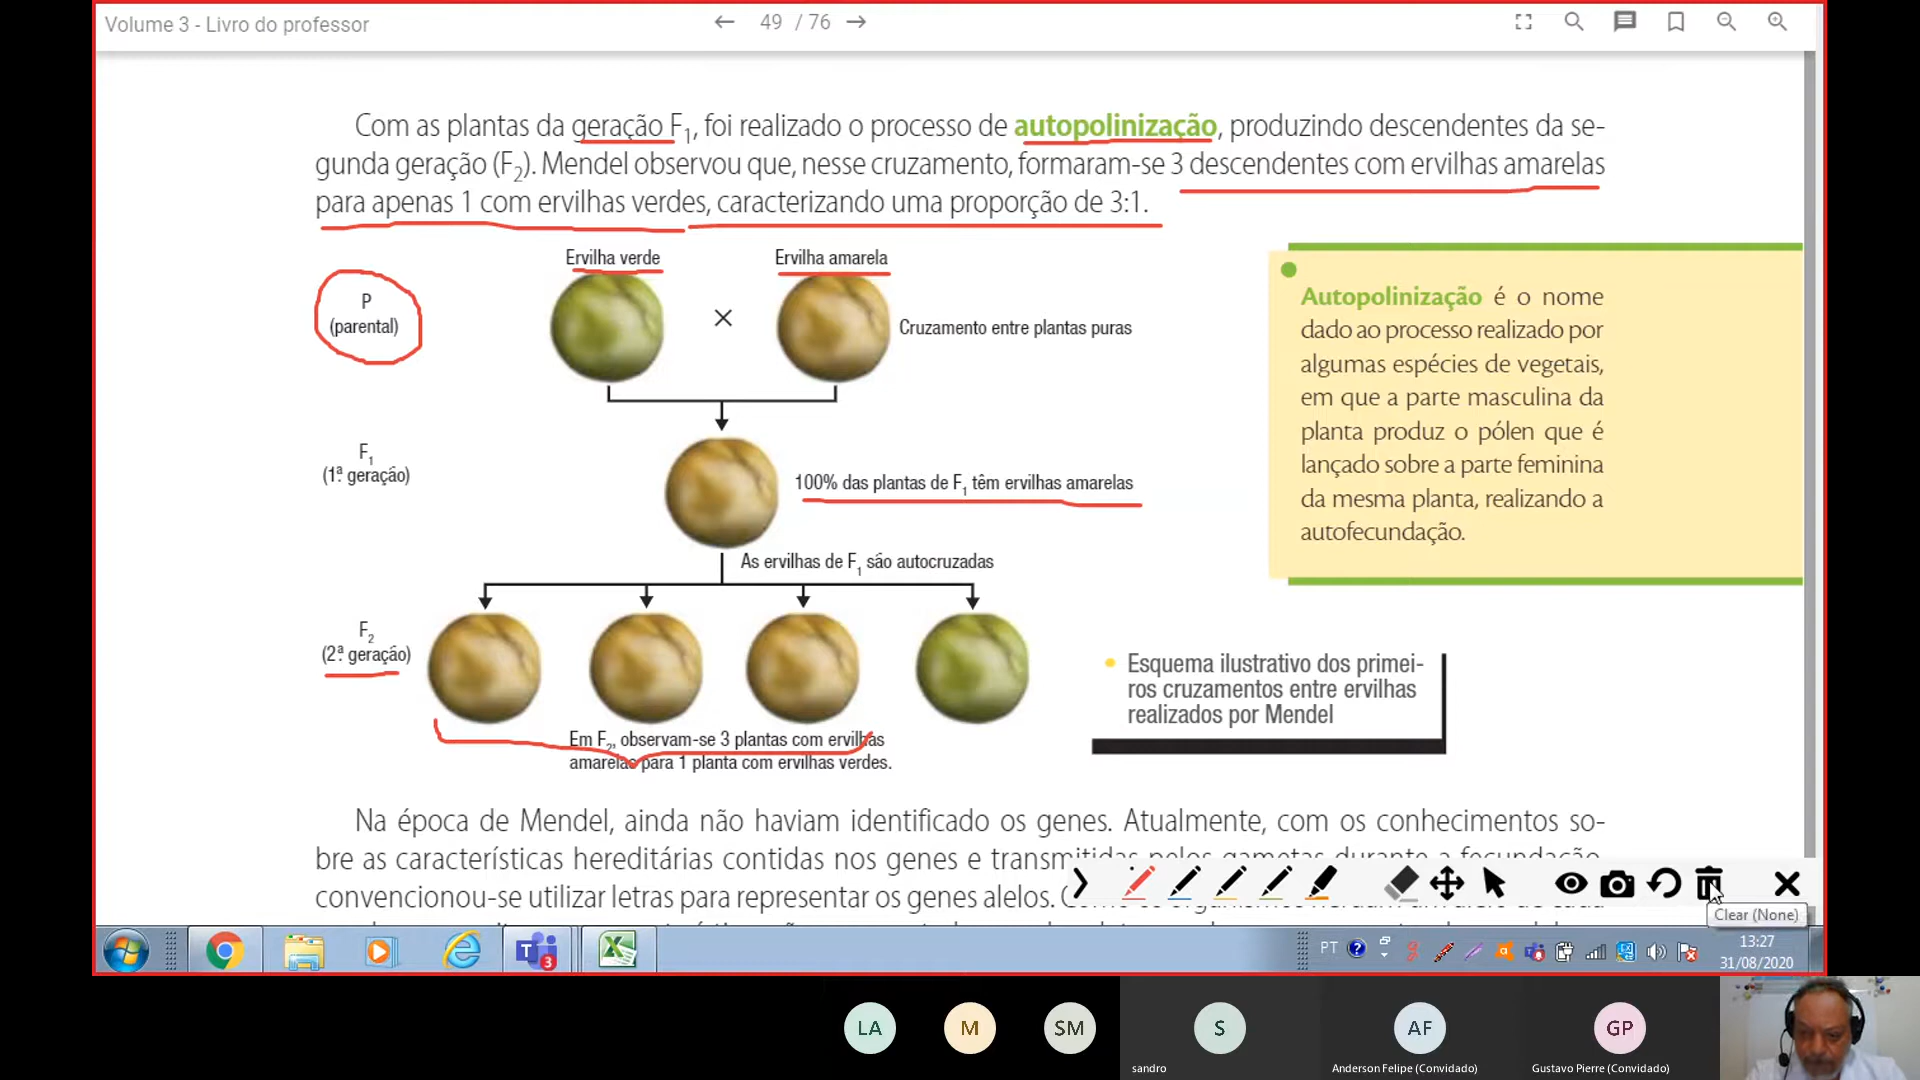 Volume 3 - Livro do professor
49 / 76
Com as plantas da geração F1, foi realizado o processo de autopolinização, produzindo descendentes da se-
gunda geração (F2). Mendel observou que, nesse cruzamento, formaram-se 3 descendentes com ervilhas amarelas
para apenas 1 com ervilhas verdes, caracterizando uma proporção de 3:1.
Ervilha verde
Ervilha amarela
P
(parental)
Cruzamento entre plantas puras
F1
(1ª. geração)
100% das plantas de F1 têm ervilhas amarelas
As ervilhas de F1 são autocruzadas
F2
(2ª. geração)
Em F2, observam-se 3 plantas com ervilhas
amarelas para 1 planta com ervilhas verdes.
Autopolinização é o nome
dado ao processo realizado por
algumas espécies de vegetais,
em que a parte masculina da
planta produz o pólen que é
lançado sobre a parte feminina
da mesma planta, realizando a
autofecundação.
Esquema ilustrativo dos primei-
ros cruzamentos entre ervilhas
realizados por Mendel
Na época de Mendel, ainda não haviam identificado os genes. Atualmente, com os conhecimentos so-
bre as características hereditárias contidas nos genes e transmitidas pelos gametas durante a fecundação,
convencionou-se utilizar letras para representar os genes alelos.
Clear (None)
PT
13:27
31/08/2020
3
LA
M
SM
S
AF
GP
sandro
Anderson Felipe (Convidado)
Gustavo Pierre (Convidado)